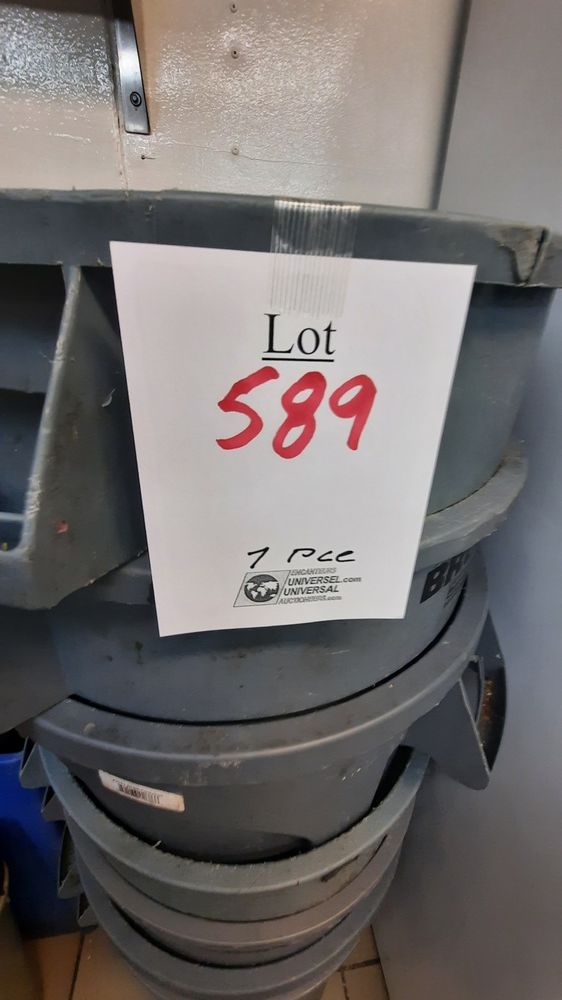 Lot
589
7 Pce
ENCANTEURS
UNIVERSEL.com
UNIVERSAL
AUCTIONEERS.com